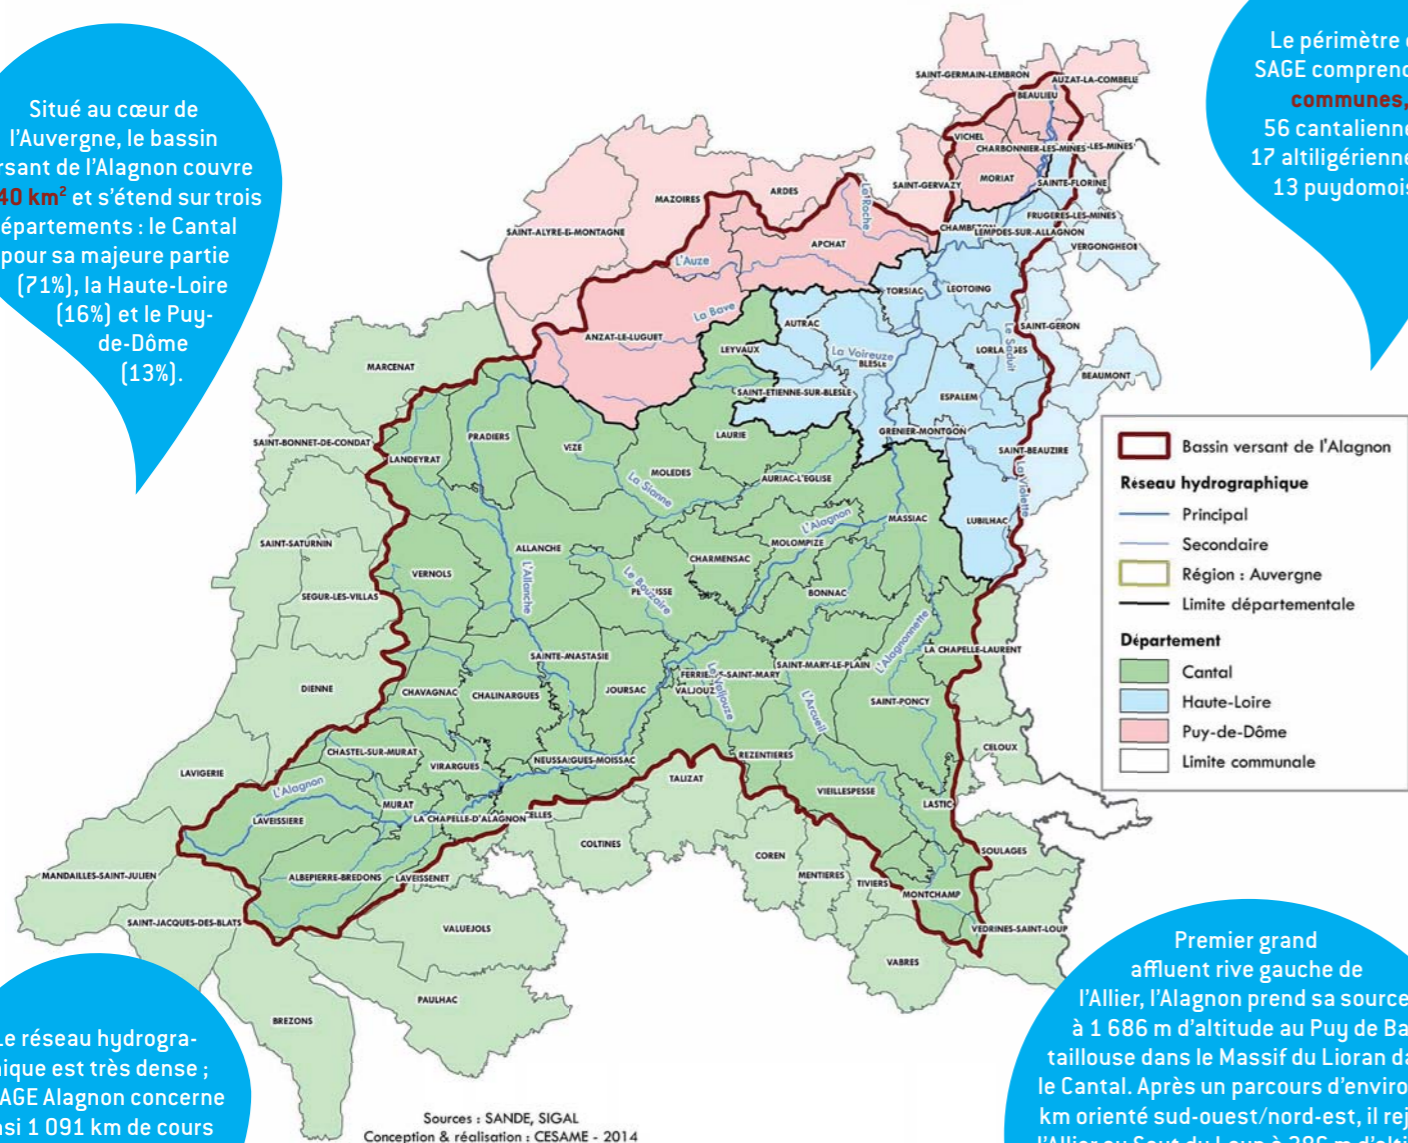 Situé au cœur de
l'Auvergne, le bassin
rsant de l'Alagnon couvre
40 km² et s'étend sur trois
épartements : le Cantal
pour sa majeure partie
(71%), la Haute-Loire
(16%) et le Puy-
de-Dôme
(13%).
Le périmètre
SAGE comprend
communes,
56 cantalienne
17 altiligérienne
13 puydomois
SAINT-GERMAIN-LEMBRON
AUZAT-LA-COMBELLE
BEAULIEU
VICHEL
CHARBONNIER-LES-MINES
-LES-MINES
MORIAT
SAINT-GERVAZY
SAINTE-FLORINE
ARDES
La Roche
MAZOIRES
FRUGERES-LES-MINES
LEMPDES-SUR-ALLAGNON
SAINT-ALYRE-E-MONTAGNE
APCHAT
VERGONGHEON
L'Auze
TORSIAC
LEOTOING
La Bave
AUTRAC
SAINT-GERON
ANZAT-LE-LUGUET
LEYVAUX
La Voireuze
BLESLE
LORLA GES
Le Saduit
MARCENAT
BEAUMONT
SAINT-ETIENNE-SUR-BLESLE
ESPALEM
GRENIER-MONTGON
PRADIERS
LAURIE
SAINT-BONNET-DE-CONDAT
VEZE
SAINT-BEAUZIRE
LANDEYRAT
MOLEDES
AURIAC-L'EGLISE
La Sianne
La Violette
L'Alagnon
MASSIAC
LUBILHAC
SAINT-SATURNIN
ALLANCHE
MOLOMPIZE
CHARMENSAC
VERNOLS
L'Allanche
Le Bouzaire
BONNAC
SEGUR-LES-VILLAS
L'Alagnonnette
LA CHAPELLE-LAURENT
SAINTE-ANASTASIE
SAINT-MARY-LE-PLAIN
DIENNE
CHAVAGNAC
CHALINARGUES
JOURSAC
-SAINT-MARY
VALJOUZ
La Valjouze
L'Arcueil
SAINT-PONCY
CHASTEL-SUR-MURAT
VIRARGUES
NEUSSARGUES-MOISSAC
REZENTIERES
CELOUX
LAVIGERIE
TALIZAT
L'Alagnon
VIEILLESPESSE
LASTIC
MURAT
LAVEISSIERE
LA CHAPELLE-D'ALAGNON
ELLES
COLTINES
SOULAGES
COREN
MANDAILLES-SAINT-JULIEN
ALBEPIERRE-BREDONS
LAVEISSENET
MENTIERES
TIVIERS
MONTCHAMP
SAINT-JACQUES-DES-BLATS
VALUEJOLS
VEDRINES-SAINT-LOUP
VABRES
PAULHAC
BREZONS
Bassin versant de l'Alagnon
Réseau hydrographique
Principal
Secondaire
Région : Auvergne
Limite départementale
Département
Cantal
Haute-Loire
Puy-de-Dôme
Limite communale
Le réseau hydrogra-
ique est très dense ;
AGE Alagnon concerne
nsi 1 091 km de cours
Sources : SANDE, SIGAL
Conception & réalisation : CESAME - 2014
Premier grand
affluent rive gauche de
l'Allier, l'Alagnon prend sa source
à 1 686 m d'altitude au Puy de Ba
taillouse dans le Massif du Lioran da
le Cantal. Après un parcours d'enviro
km orienté sud-ouest/nord-est, il rej